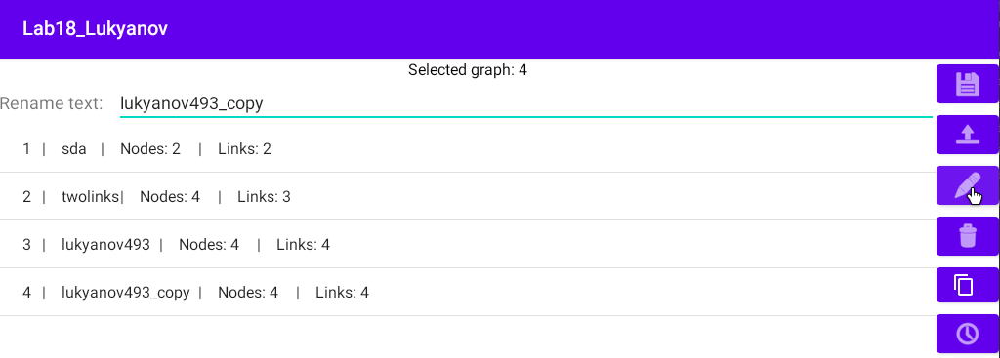 Lab18_Lukyanov
Selected graph: 4
Rename text: lukyanov493_copy
1 | sda | Nodes: 2 | Links: 2
2 | twolinks| Nodes: 4 | Links: 3
3 | lukyanov493 | Nodes: 4 | Links: 4
4 | lukyanov493_copy | Nodes: 4 | Links: 4